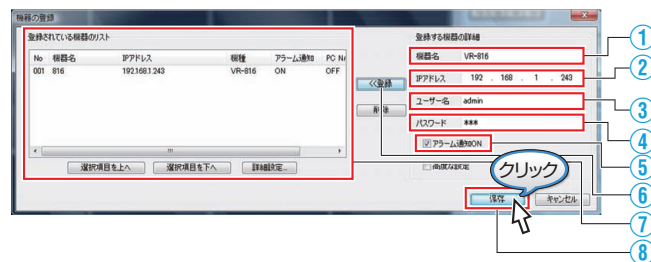 機器の登録
登録されている機器のリスト
No 機器名 IPアドレス 機種 アラーム通知 PC N
001 816 192.168.1.243 VR-816 ON OFF
選択項目を上へ 選択項目を下へ 詳細設定...
<<登録
削除
登録する機器の詳細
機器名 VR-816
IPアドレス 192 . 168 . 1 . 243
ユーザー名 admin
パスワード ***
アラーム通知ON
高度な設定
クリック
保存 キャンセル
1
2
3
4
5
6
7
8